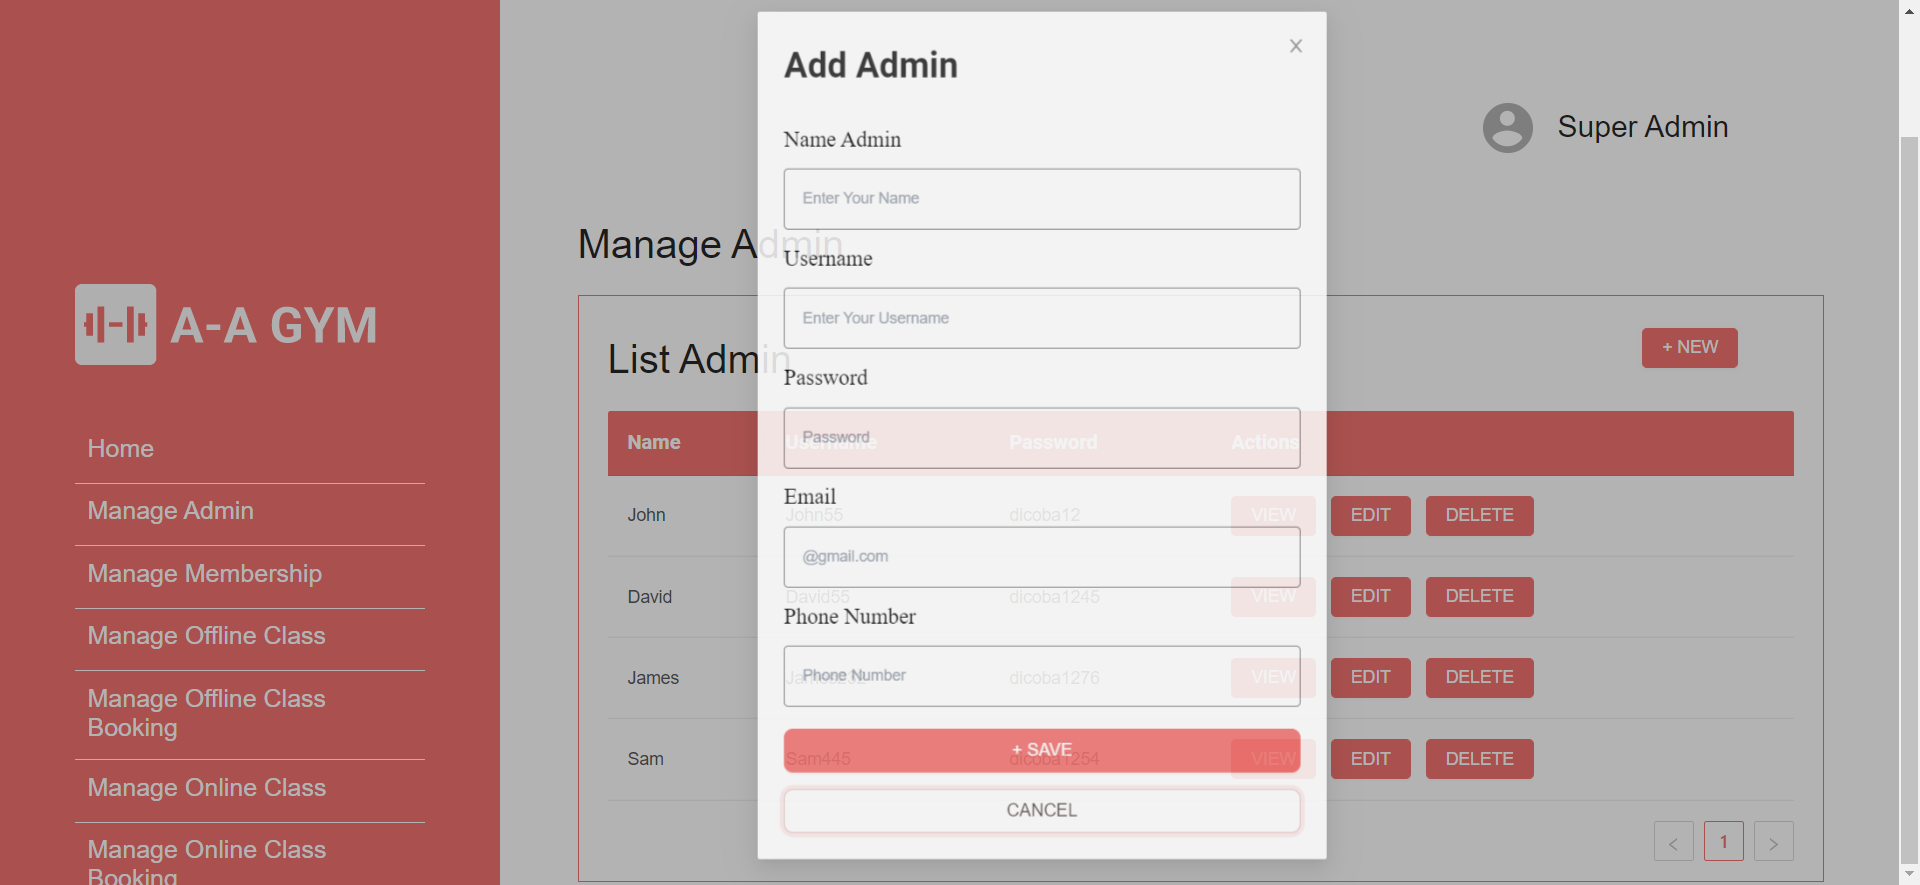 A-A GYM
Home
Manage Admin
Manage Membership
Manage Offline Class
Manage Offline Class
Booking
Manage Online Class
Manage Online Class
Booking
Super Admin
Manage Admin
List Admin
+ NEW
Name Username Password Actions
John John55 dicoba12 VIEW EDIT DELETE
David David55 dicoba1245 VIEW EDIT DELETE
James dicoba1276 VIEW EDIT DELETE
Sam Sam445 dicoba1254 VIEW EDIT DELETE
< 1 >
Add Admin
Name Admin
Enter Your Name
Username
Enter Your Username
Password
Password
Email
@gmail.com
Phone Number
Phone Number
+ SAVE
CANCEL